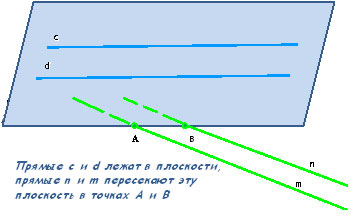 c
d
A B
n
m
Прямые c и d лежат в плоскости,
прямые n и m пересекают эту
плоскость в точках A и B